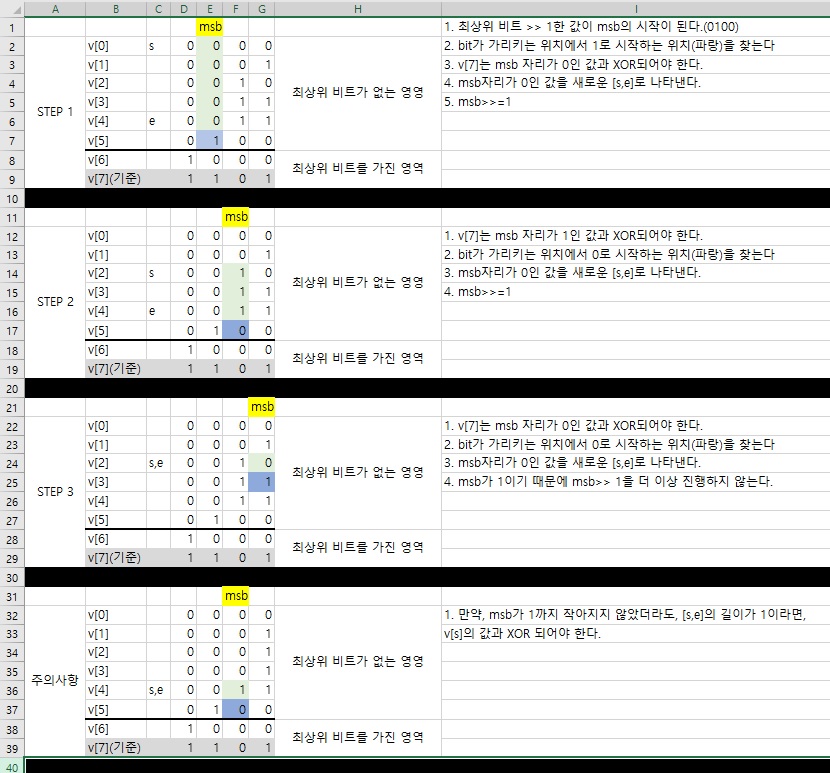 A B C D E F G H I
1 msb 1. 최상위 비트 >> 1한 값이 msb의 시작이 된다.(0100)
2 v[0] s 0 0 0 0 2. bit가 가리키는 위치에서 1로 시작하는 위치(파랑)을 찾는다
3 v[1] 0 0 0 1 3. v[7]는 msb 자리가 0인 값과 XOR되어야 한다.
4 v[2] 0 0 1 0 최상위 비트가 없는 영영 4. msb자리가 0인 값을 새로운 [s,e]로 나타낸다.
5 STEP 1 v[3] 0 0 1 1 5. msb>>=1
6 v[4] e 0 0 1 1
7 v[5] 0 1 0 0
8 v[6] 1 0 0 0 최상위 비트를 가진 영역
9 v[7](기준) 1 1 0 1
10
11 msb
12 v[0] 0 0 0 0 1. v[7]는 msb 자리가 1인 값과 XOR되어야 한다.
13 v[1] 0 0 0 1 2. bit가 가리키는 위치에서 0로 시작하는 위치(파랑)을 찾는다
14 v[2] s 0 0 1 0 최상위 비트가 없는 영영 3. msb자리가 0인 값을 새로운 [s,e]로 나타낸다.
15 STEP 2 v[3] 0 0 1 1 4. msb>>=1
16 v[4] e 0 0 1 1
17 v[5] 0 1 0 0
18 v[6] 1 0 0 0 최상위 비트를 가진 영역
19 v[7](기준) 1 1 0 1
20
21 msb
22 v[0] 0 0 0 0 1. v[7]는 msb 자리가 0인 값과 XOR되어야 한다.
23 v[1] 0 0 0 1 2. bit가 가리키는 위치에서 0로 시작하는 위치(파랑)을 찾는다
24 v[2] s,e 0 0 1 0 최상위 비트가 없는 영영 3. msb자리가 0인 값을 새로운 [s,e]로 나타낸다.
25 STEP 3 v[3] 0 0 1 1 4. msb가 1이기 때문에 msb>> 1을 더 이상 진행하지 않는다.
26 v[4] 0 0 1 1
27 v[5] 0 1 0 0
28 v[6] 1 0 0 0 최상위 비트를 가진 영역
29 v[7](기준) 1 1 0 1
30
31 msb
32 v[0] 0 0 0 0 1. 만약, msb가 1까지 작아지지 않았더라도, [s,e]의 길이가 1이라면,
33 v[1] 0 0 0 1 v[s]의 값과 XOR 되어야 한다.
34 v[2] 0 0 0 1 최상위 비트가 없는 영영
35 주의사항 v[3] 0 0 0 1
36 v[4] s,e 0 0 1 1
37 v[5] 0 1 0 0
38 v[6] 1 0 0 0 최상위 비트를 가진 영역
39 v[7](기준) 1 1 0 1
40